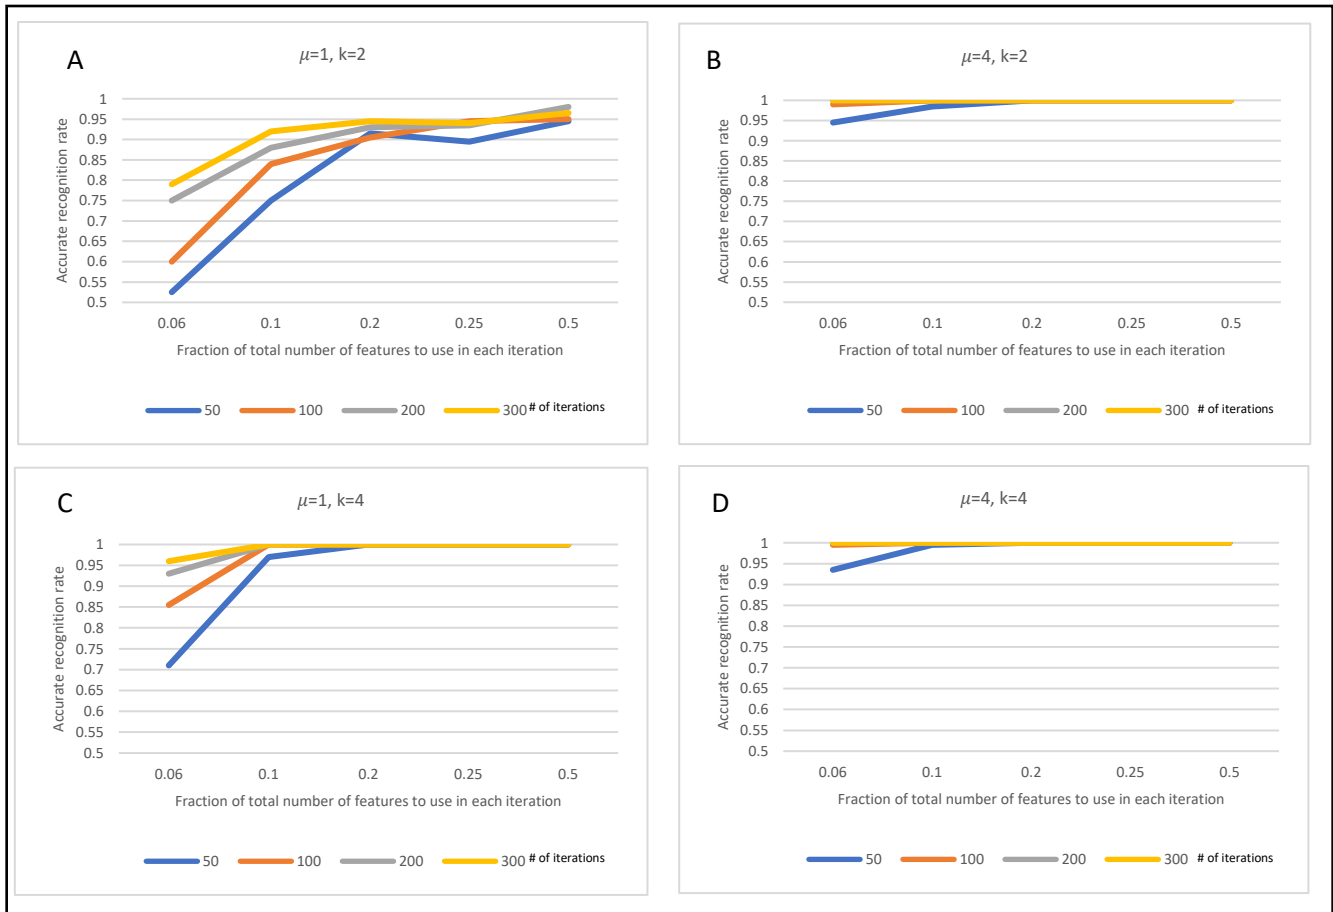 A
𝜇=1, k=2
Accurate recognition rate
1
0.95
0.9
0.85
0.8
0.75
0.7
0.65
0.6
0.55
0.5
0.06 0.1 0.2 0.25 0.5
Fraction of total number of features to use in each iteration
50 100 200 300 # of iterations
B
𝜇=4, k=2
Accurate recognition rate
1
0.95
0.9
0.85
0.8
0.75
0.7
0.65
0.6
0.55
0.5
0.06 0.1 0.2 0.25 0.5
Fraction of total number of features to use in each iteration
50 100 200 300 # of iterations
C
𝜇=1, k=4
Accurate recognition rate
1
0.95
0.9
0.85
0.8
0.75
0.7
0.65
0.6
0.55
0.5
0.06 0.1 0.2 0.25 0.5
Fraction of total number of features to use in each iteration
50 100 200 300 # of iterations
D
𝜇=4, k=4
Accurate recognition rate
1
0.95
0.9
0.85
0.8
0.75
0.7
0.65
0.6
0.55
0.5
0.06 0.1 0.2 0.25 0.5
Fraction of total number of features to use in each iteration
50 100 200 300 # of iterations